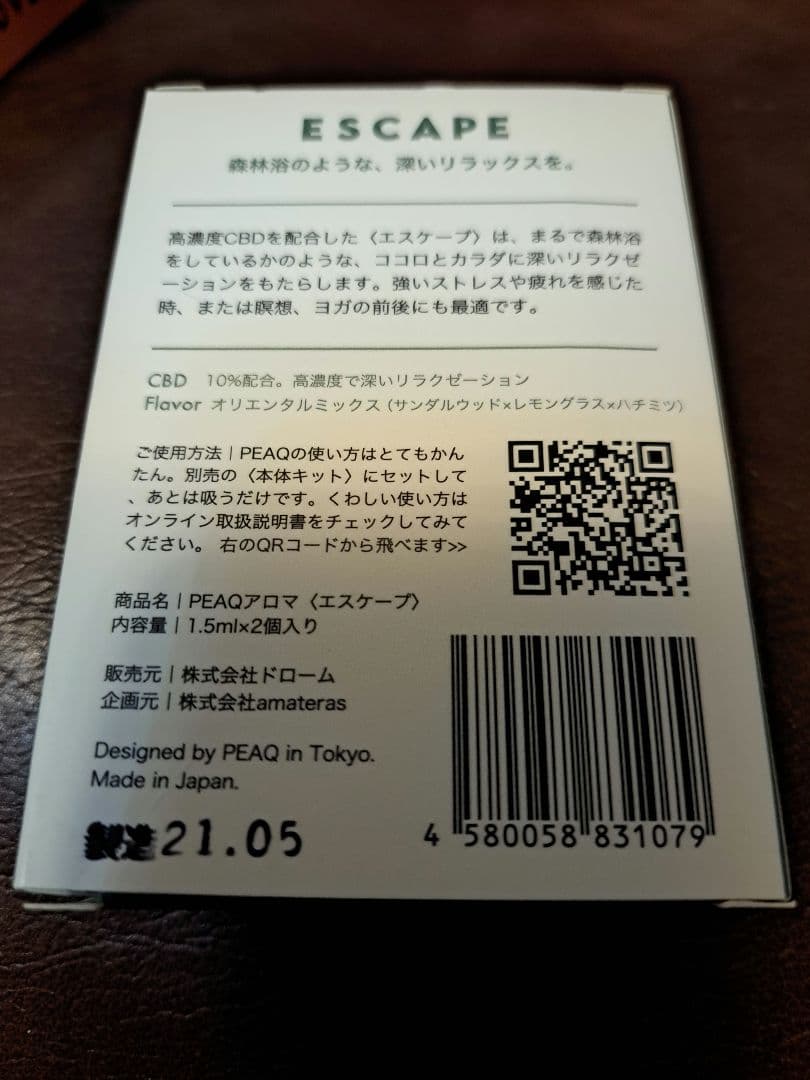 ESCAPE
森林浴のような、深いリラックスを。
高濃度CBDを配合した〈エスケープ〉は、まるで森林浴
をしているかのような、ココロとカラダに深いリラクゼ
ーションをもたらします。強いストレスや疲れを感じた
時、または瞑想、ヨガの前後にも最適です。
CBD 10%配合。高濃度で深いリラクゼーション
Flavor オリエンタルミックス（サンダルウッド×レモングラス×ハチミツ）
ご使用方法｜PEAQの使い方はとてもかん
たん。別売の〈本体キット〉にセットして
、あとは吸うだけです。くわしい使い方は
オンライン取扱説明書をチェックしてみて
ください。 右のQRコードから飛べます>>
商品名｜PEAQアロマ〈エスケープ〉
内容量｜1.5ml×2個入り
販売元｜株式会社ドローム
企画元｜株式会社amateras
Designed by PEAQ in Tokyo.
Made in Japan.
製造21.05
4 580058 831079